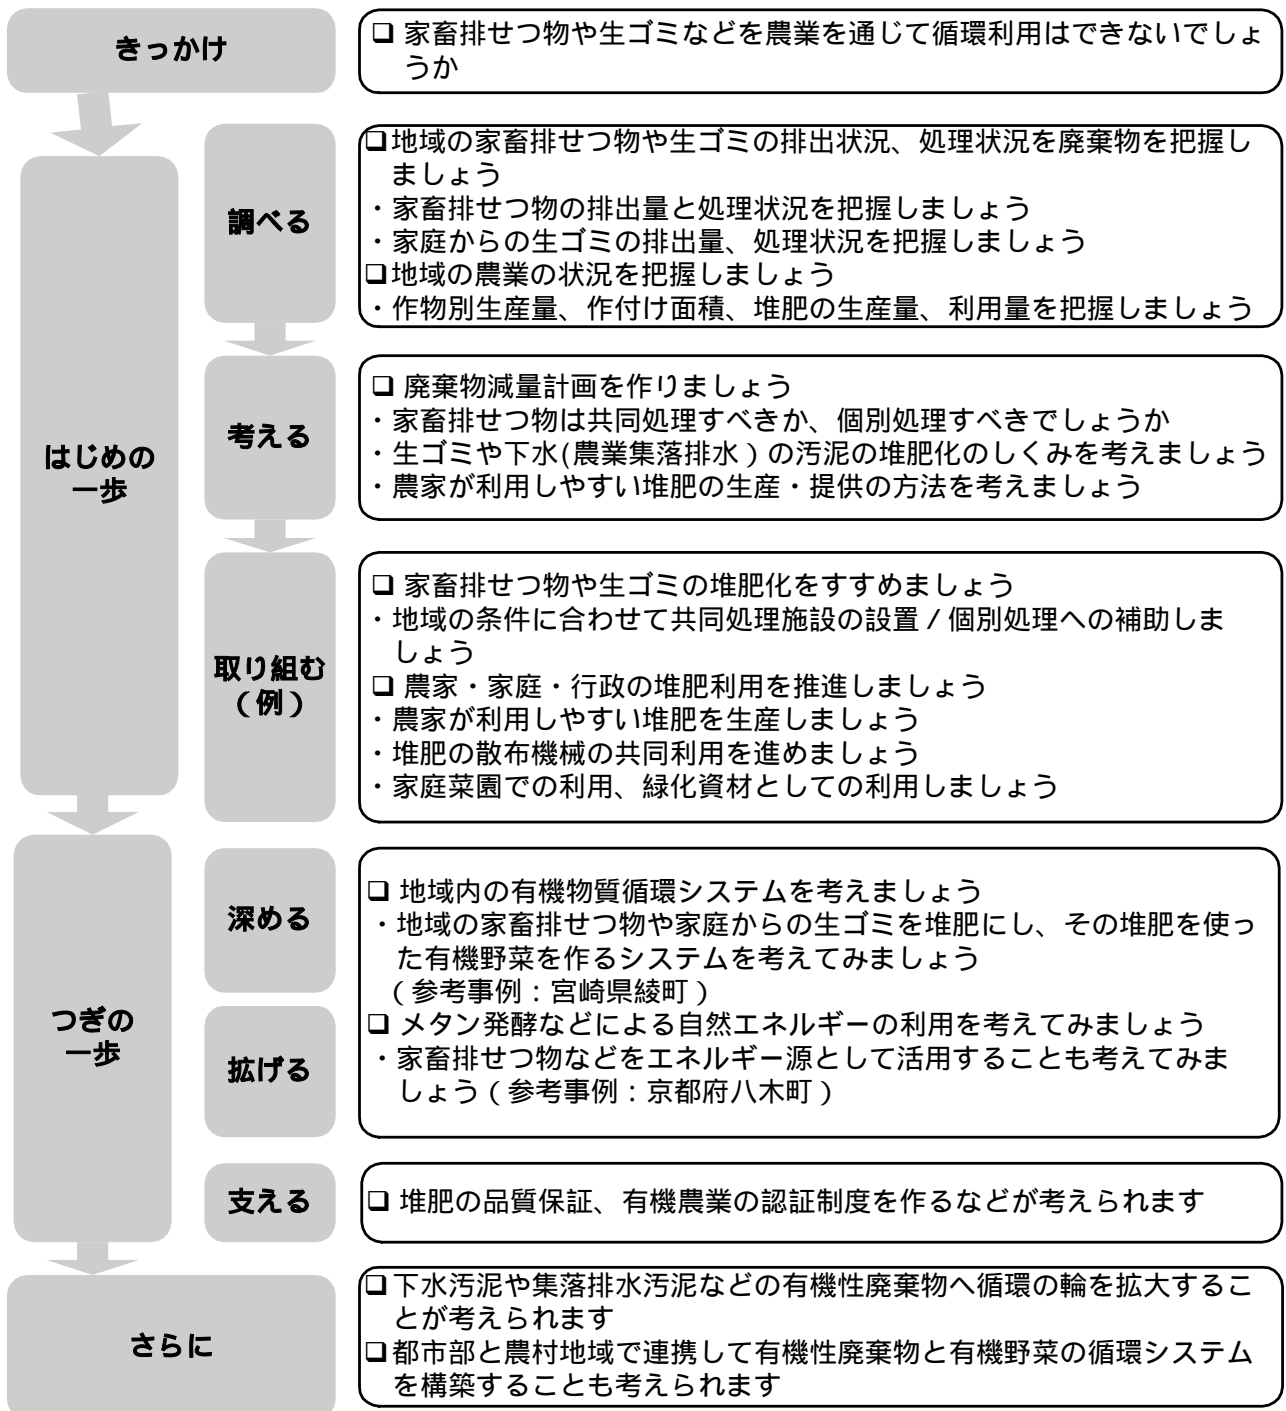 きっかけ
❑ 家畜排せつ物や生ゴミなどを農業を通じて循環利用はできないでしょ
うか
はじめの
一歩
調べる
❑地域の家畜排せつ物や生ゴミの排出状況、処理状況を廃棄物を把握し
ましょう
・家畜排せつ物の排出量と処理状況を把握しましょう
・家庭からの生ゴミの排出量、処理状況を把握しましょう
❑地域の農業の状況を把握しましょう
・作物別生産量、作付け面積、堆肥の生産量、利用量を把握しましょう
考える
❑ 廃棄物減量計画を作りましょう
・家畜排せつ物は共同処理すべきか、個別処理すべきでしょうか
・生ゴミや下水(農業集落排水)の汚泥の堆肥化のしくみを考えましょう
・農家が利用しやすい堆肥の生産・提供の方法を考えましょう
取り組む
(例)
❑ 家畜排せつ物や生ゴミの堆肥化をすすめましょう
・地域の条件に合わせて共同処理施設の設置/個別処理への補助しま
しょう
❑ 農家・家庭・行政の堆肥利用を推進しましょう
・農家が利用しやすい堆肥を生産しましょう
・堆肥の散布機械の共同利用を進めましょう
・家庭菜園での利用、緑化資材としての利用しましょう
つぎの
一歩
深める
拡げる
❑ 地域内の有機物質循環システムを考えましょう
・地域の家畜排せつ物や家庭からの生ゴミを堆肥にし、その堆肥を使っ
た有機野菜を作るシステムを考えてみましょう
(参考事例:宮崎県綾町)
❑ メタン発酵などによる自然エネルギーの利用を考えてみましょう
・家畜排せつ物などをエネルギー源として活用することも考えてみま
しょう(参考事例:京都府八木町)
支える
❑ 堆肥の品質保証、有機農業の認証制度を作るなどが考えられます
さらに
❑下水汚泥や集落排水汚泥などの有機性廃棄物へ循環の輪を拡大するこ
とが考えられます
❑都市部と農村地域で連携して有機性廃棄物と有機野菜の循環システム
を構築することも考えられます